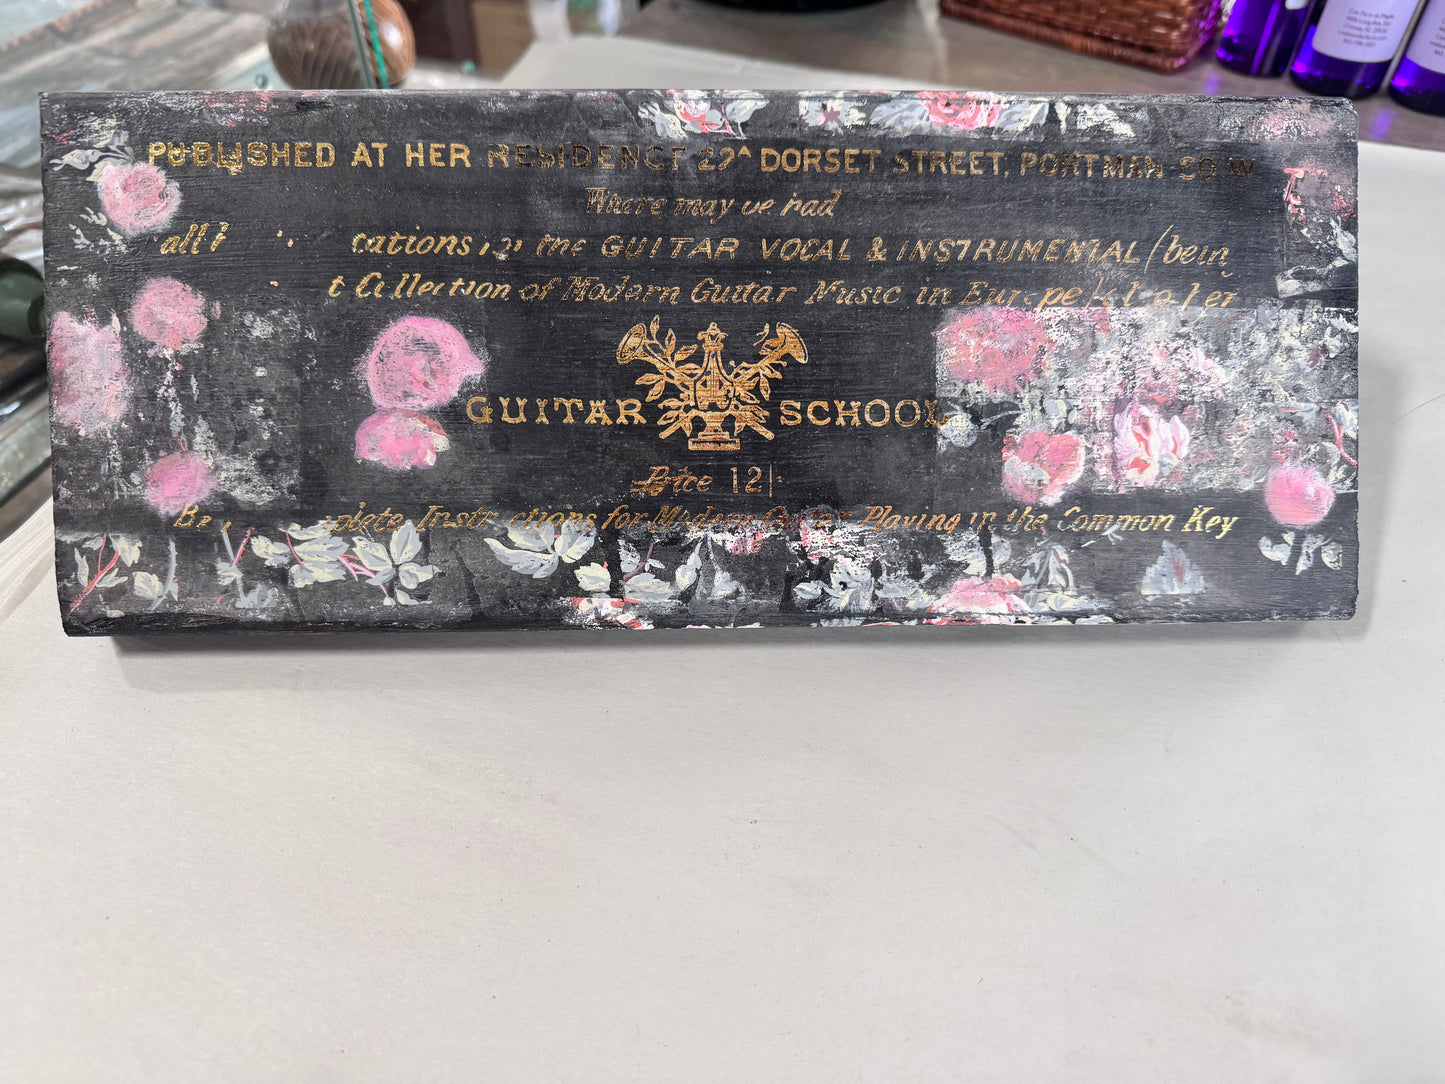 PUBLISHED AT HER RESIDENCE 22A DORSET STREET, PORTMAN SQ W
Where may be had
all cations in the GUITAR VOCAL & INSTRUMENTAL (being
t Collection of Modern Guitar Music in Europe
GUITAR SCHOOL
Price 12/-
Instructions for Modern Guitar Playing in the Common Key